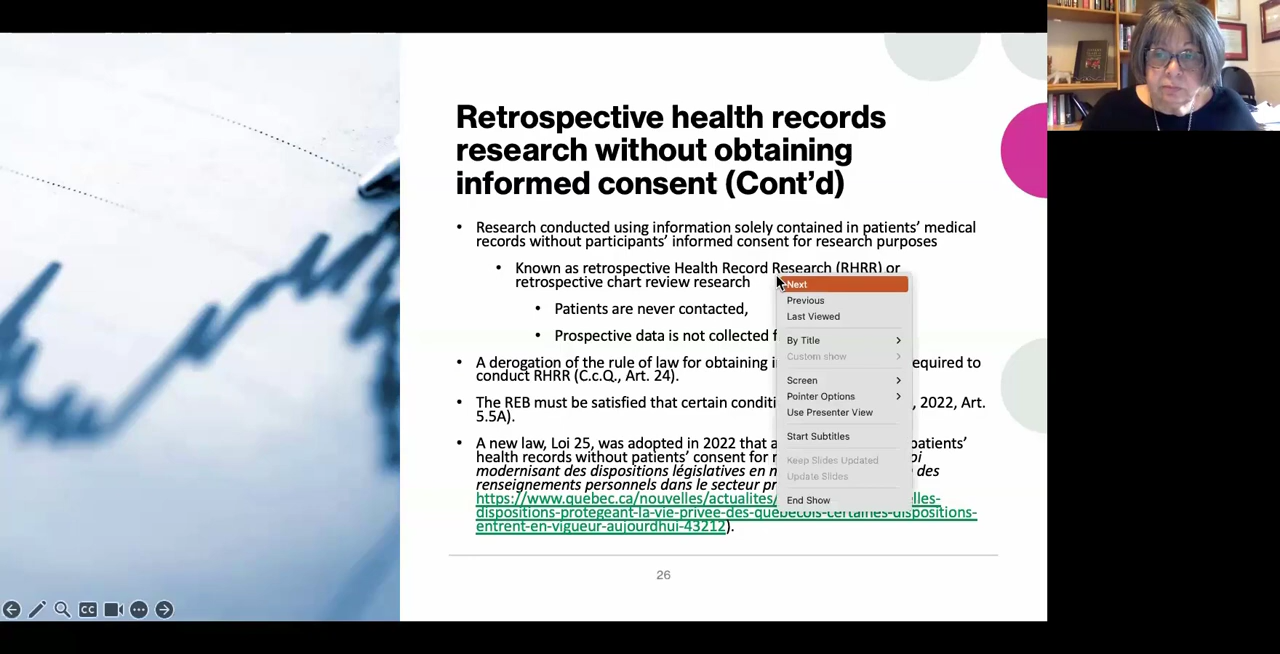 Retrospective health records
research without obtaining
informed consent (Cont'd)
• Research conducted using information solely contained in patients' medical
records without participants' informed consent for research purposes
• Known as retrospective Health Record Research (RHRR) or
retrospective chart review research
• Patients are never contacted,
• Prospective data is not collected
• A derogation of the rule of law for obtaining required to
conduct RHRR (C.c.Q., Art. 24).
• The REB must be satisfied that certain 2022, Art.
5.5A).
• A new law, Loi 25, was adopted in 2022 that patients'
health records without patients' consent for
modernisant des dispositions législatives en des
renseignements personnels dans le secteur
https://www.quebec.ca/nouvelles/actualites/ elles-
dispositions-protegeant-la-vie-privee-des-quebecois-certaines-dispositions-
entrent-en-vigueur-aujourdhui-43212).
26
Next
Previous
Last Viewed
By Title
Custom show
Screen
Pointer Options
Use Presenter View
Start Subtitles
Keep Slides Updated
Update Slides
End Show
CC